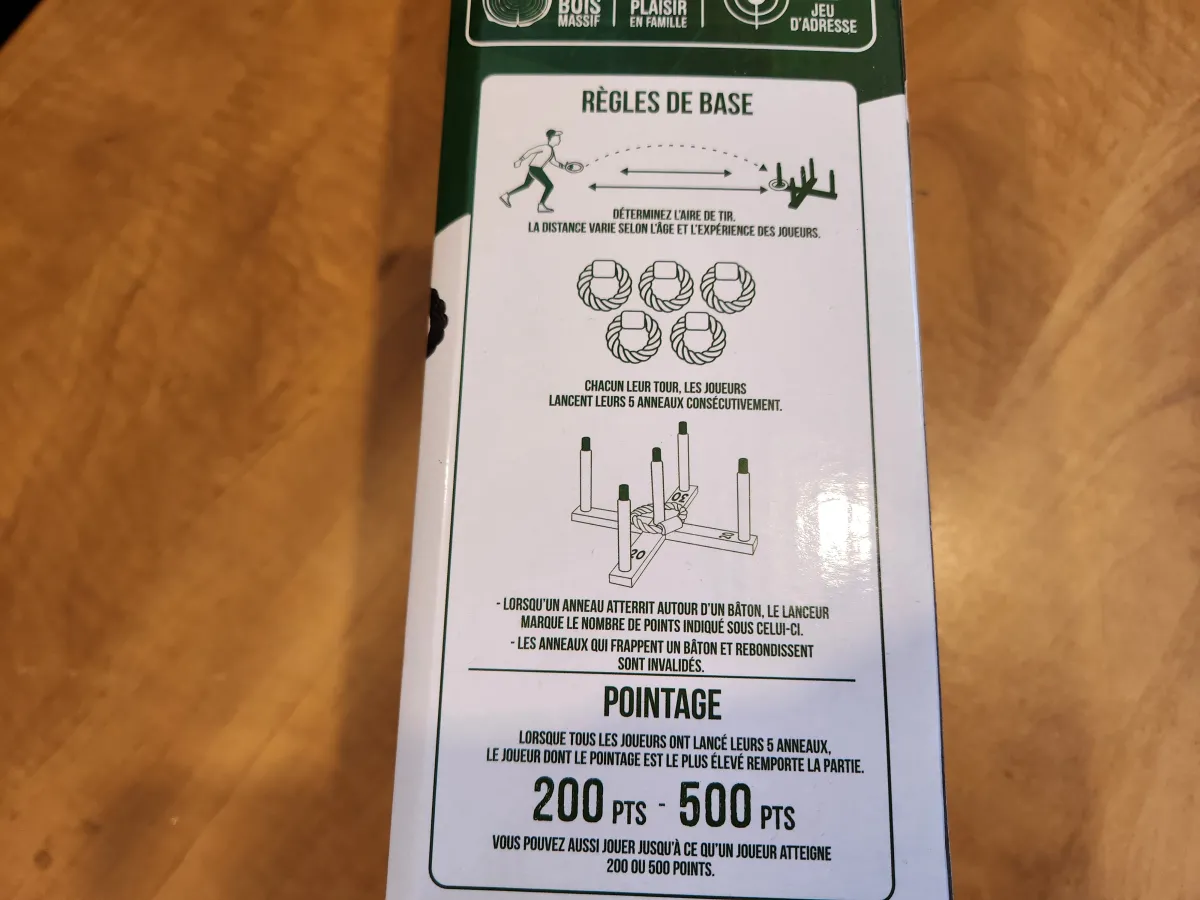 BOIS
MASSIF
PLAISIR
EN FAMILLE
JEU
D'ADRESSE
RÈGLES DE BASE
DÉTERMINEZ L'AIRE DE TIR.
LA DISTANCE VARIE SELON L'ÂGE ET L'EXPÉRIENCE DES JOUEURS.
CHACUN LEUR TOUR, LES JOUEURS
LANCENT LEURS 5 ANNEAUX CONSÉCUTIVEMENT.
30
20
- LORSQU'UN ANNEAU ATTERRIT AUTOUR D'UN BÂTON, LE LANCEUR
MARQUE LE NOMBRE DE POINTS INDIQUÉ SOUS CELUI-CI.
- LES ANNEAUX QUI FRAPPENT UN BÂTON ET REBONDISSENT
SONT INVALIDÉS.
POINTAGE
LORSQUE TOUS LES JOUEURS ONT LANCÉ LEURS 5 ANNEAUX,
LE JOUEUR DONT LE POINTAGE EST LE PLUS ÉLEVÉ REMPORTE LA PARTIE.
200 PTS - 500 PTS
VOUS POUVEZ AUSSI JOUER JUSQU'À CE QU'UN JOUEUR ATTEIGNE
200 OU 500 POINTS.